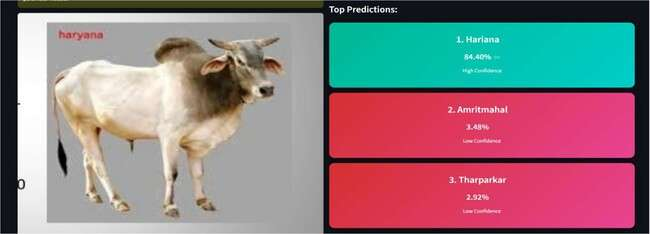 haryana
Top Predictions:
1. Hariana
84.40%
High Confidence
2. Amritmahal
3.48%
Low Confidence
3. Tharparkar
2.92%
Low Confidence